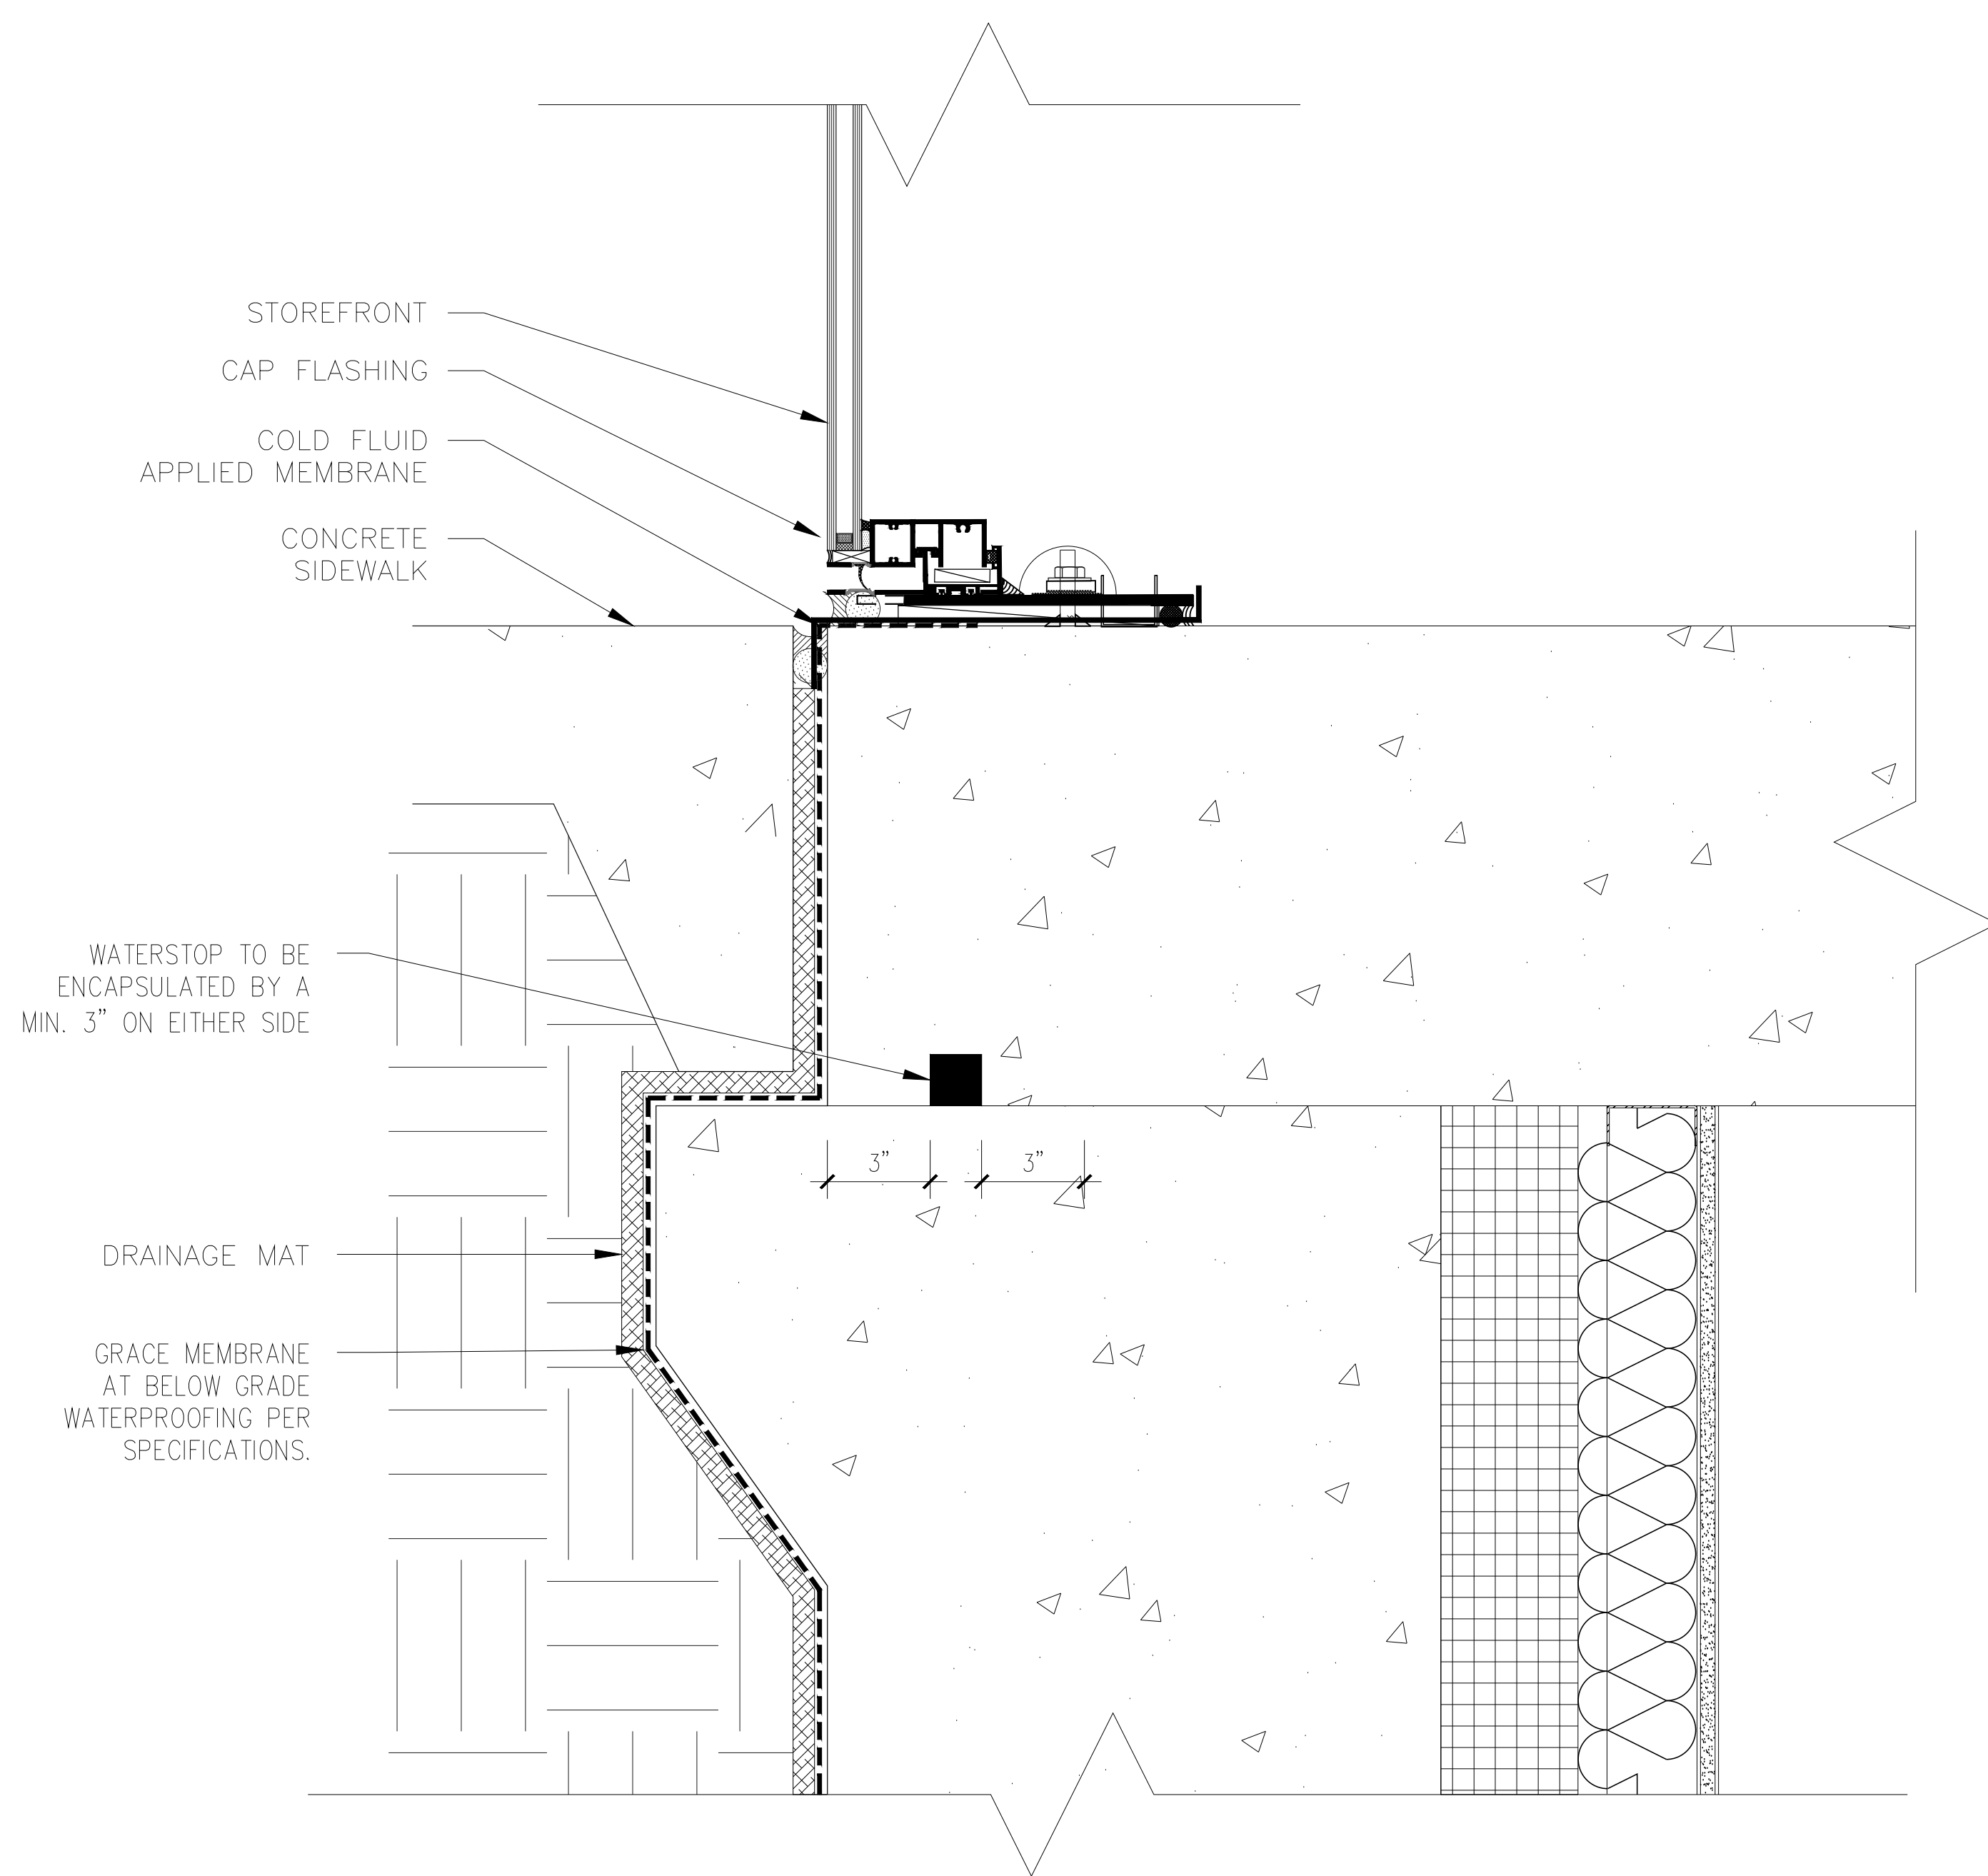 STOREFRONT
CAP FLASHING
COLD FLUID
APPLIED MEMBRANE
CONCRETE
SIDEWALK
WATERSTOP TO BE
ENCAPSULATED BY A
MIN. 3" ON EITHER SIDE
3"
3"
DRAINAGE MAT
GRACE MEMBRANE
AT BELOW GRADE
WATERPROOFING PER
SPECIFICATIONS.